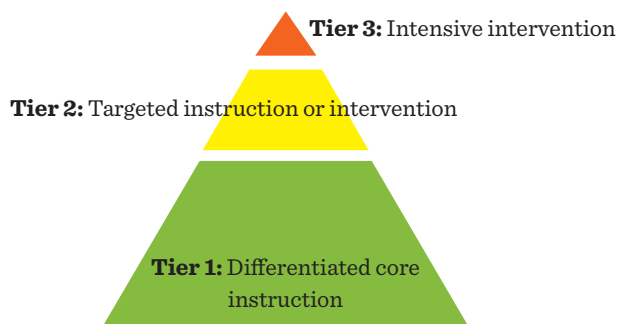 Tier 3: Intensive intervention
Tier 2: Targeted instruction or intervention
Tier 1: Differentiated core
instruction